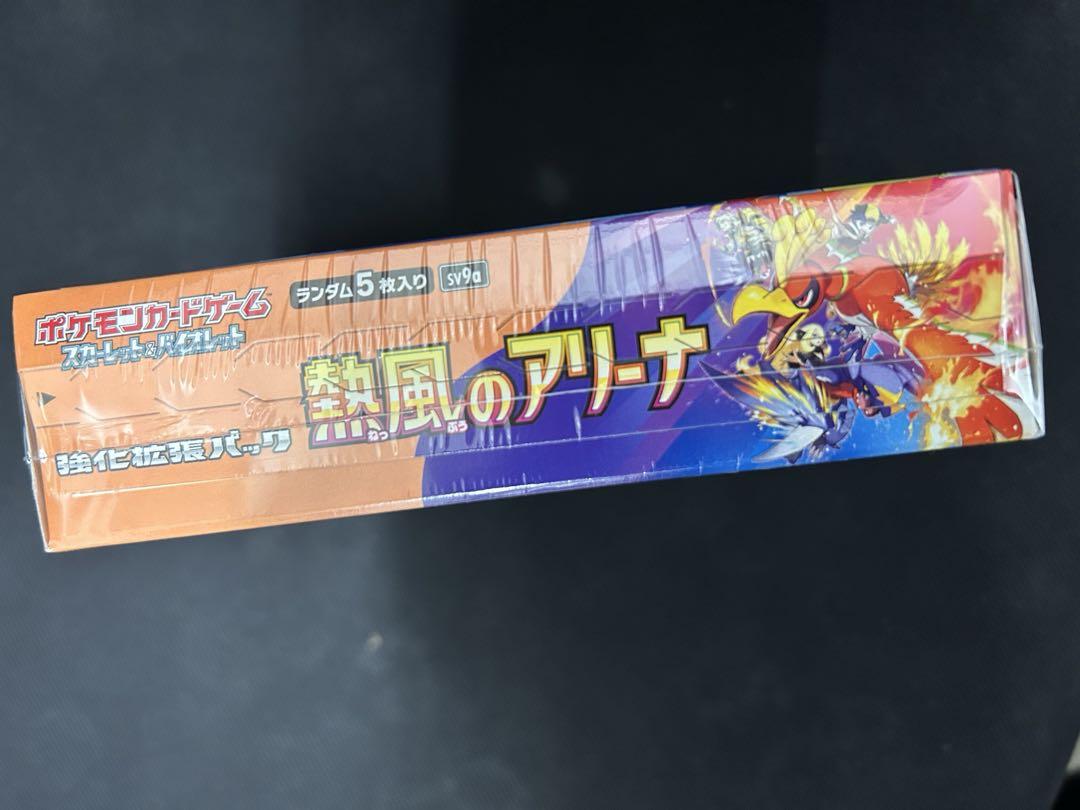 ポケモンカードゲーム
スカーレット&バイオレット
ランダム5枚入り
sv9a
強化拡張パック
熱風のアリーナ
ねっ ぷう